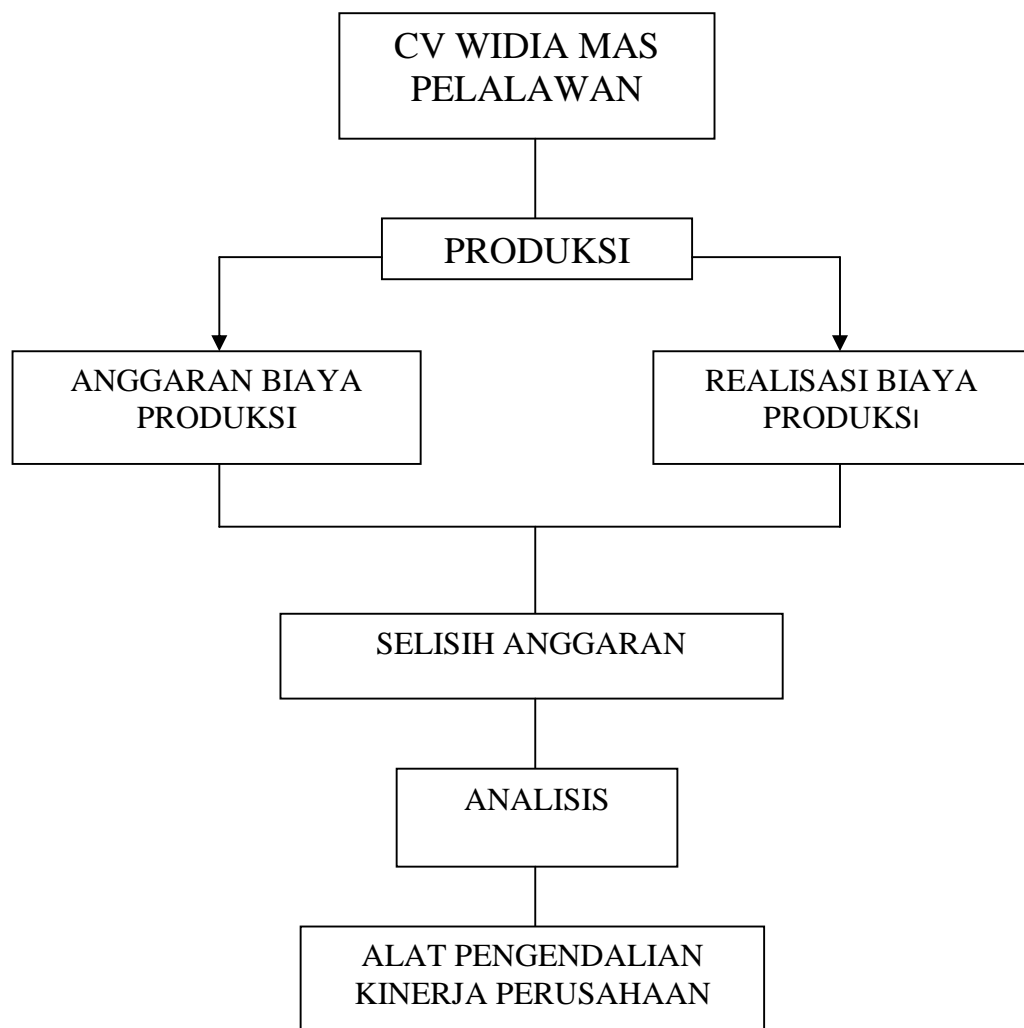 CV WIDIA MAS
PELALAWAN
PRODUKSI
ANGGARAN BIAYA
PRODUKSI
REALISASI BIAYA
PRODUKSI
SELISIH ANGGARAN
ANALISIS
ALAT PENGENDALIAN
KINERJA PERUSAHAAN